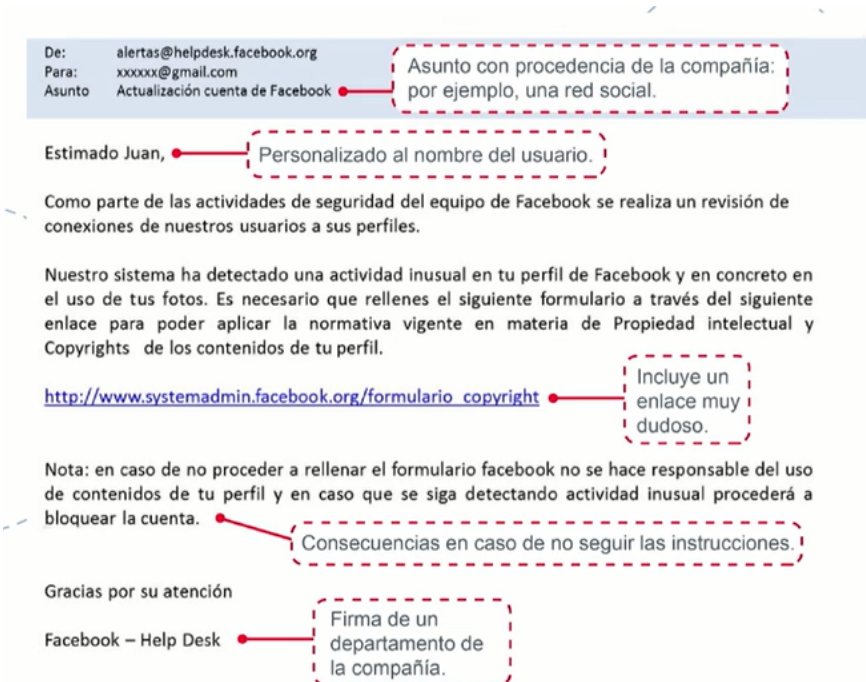 De: alertas@helpdesk.facebook.org
Para: xxxxxx@gmail.com
Asunto Actualización cuenta de Facebook
Asunto con procedencia de la compañía:
por ejemplo, una red social.
Estimado Juan,
Personalizado al nombre del usuario.
Como parte de las actividades de seguridad del equipo de Facebook se realiza un revisión de
conexiones de nuestros usuarios a sus perfiles.
Nuestro sistema ha detectado una actividad inusual en tu perfil de Facebook y en concreto en
el uso de tus fotos. Es necesario que rellenes el siguiente formulario a través del siguiente
enlace para poder aplicar la normativa vigente en materia de Propiedad intelectual y
Copyrights de los contenidos de tu perfil.
http://www.systemadmin.facebook.org/formulario_copyright
Incluye un
enlace muy
dudoso.
Nota: en caso de no proceder a rellenar el formulario facebook no se hace responsable del uso
de contenidos de tu perfil y en caso que se siga detectando actividad inusual procederá a
bloquear la cuenta.
Consecuencias en caso de no seguir las instrucciones.
Gracias por su atención
Facebook – Help Desk
Firma de un
departamento de
la compañía.